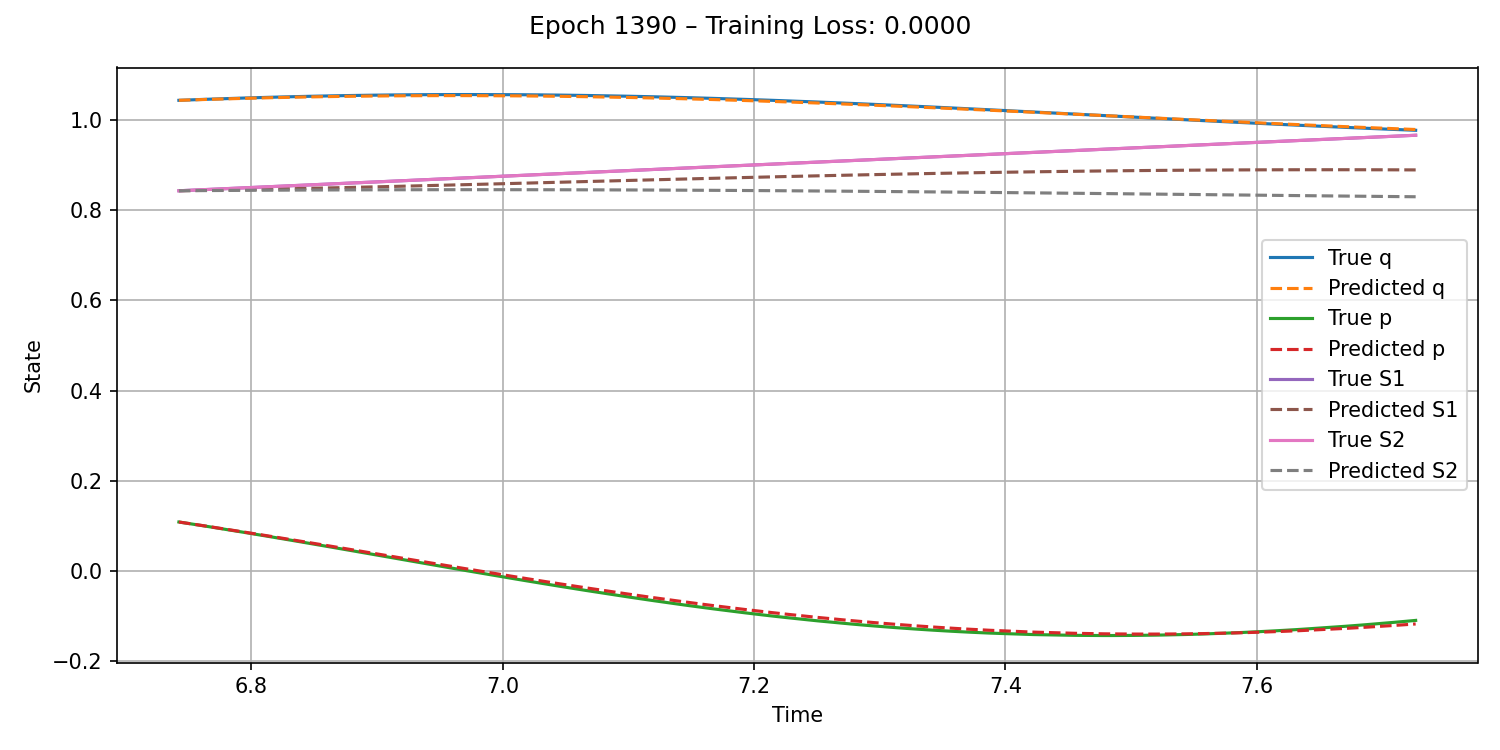 Epoch 1390 – Training Loss: 0.0000
1.0
0.8
0.6
0.4
0.2
0.0
−0.2
State
6.8 7.0 7.2 7.4 7.6
Time
True q
Predicted q
True p
Predicted p
True S1
Predicted S1
True S2
Predicted S2